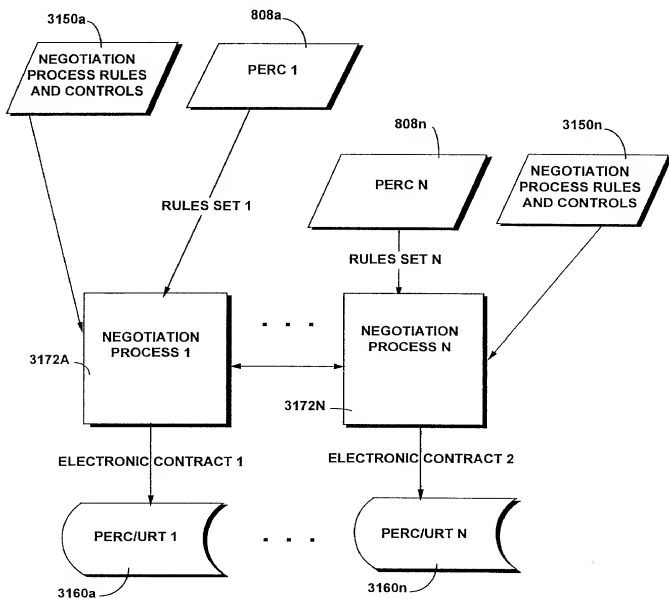 3150a
808a
NEGOTIATION
PROCESS RULES
AND CONTROLS
PERC 1
808n
3150n
PERC N
NEGOTIATION
PROCESS RULES
AND CONTROLS
RULES SET 1
RULES SET N
NEGOTIATION
PROCESS 1
. . .
NEGOTIATION
PROCESS N
3172A
3172N
ELECTRONIC CONTRACT 1
ELECTRONIC CONTRACT 2
PERC/URT 1
. . .
PERC/URT N
3160a
3160n